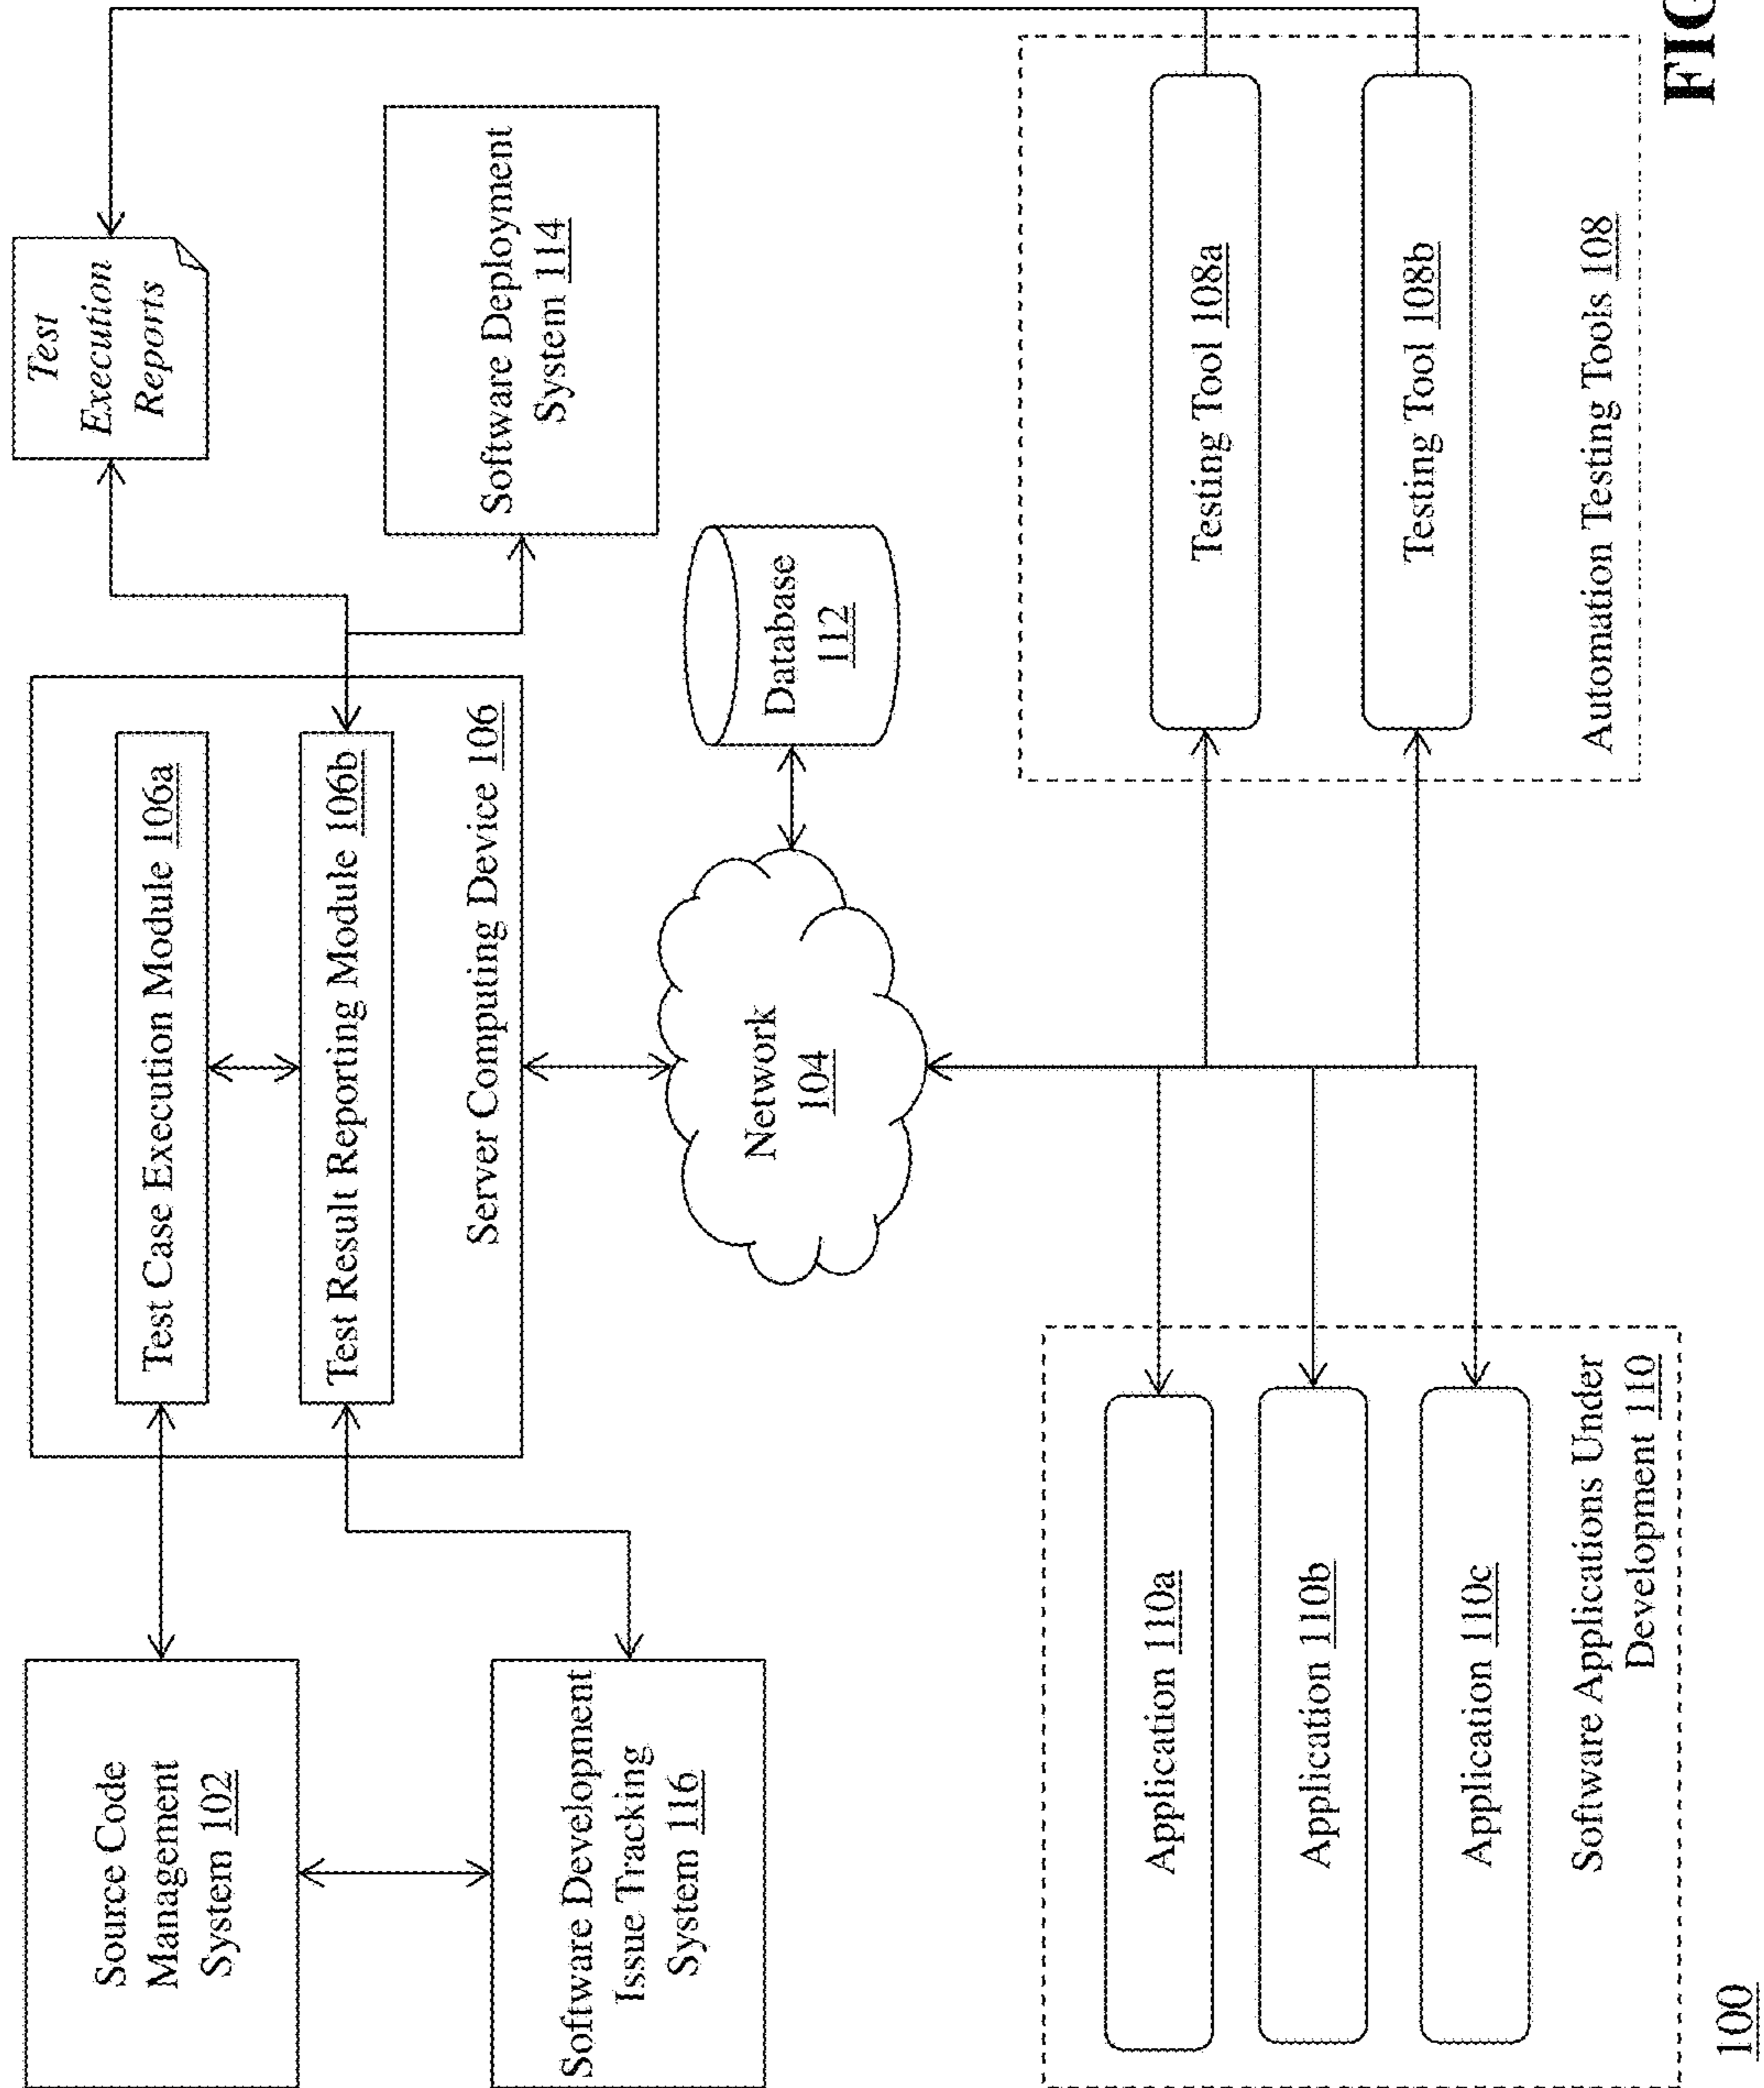 Source Code
Management
System 102
Test Case Execution Module 106a
Test Result Reporting Module 106b
Server Computing Device 106
Test
Execution
Reports
Software Deployment
System 114
Software Development
Issue Tracking
System 116
Network
104
Database
112
Application 110a
Application 110b
Application 110c
Software Applications Under
Development 110
Testing Tool 108a
Testing Tool 108b
Automation Testing Tools 108
100
FIG